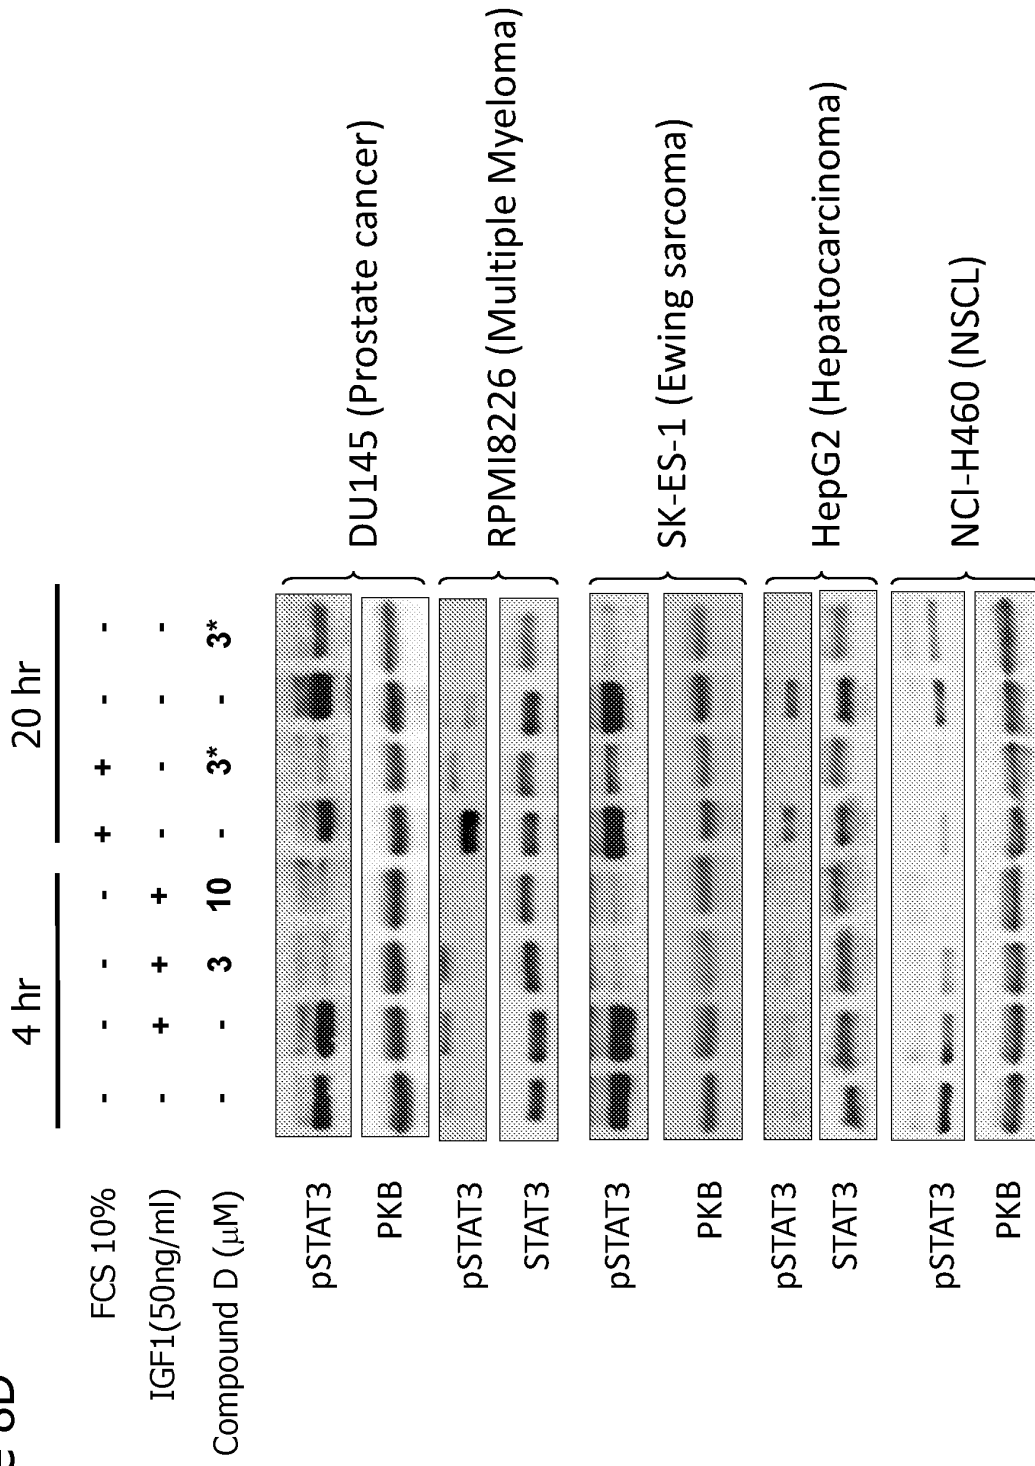 4 hr 20 hr
FCS 10% - - - - + + - -
IGF1(50ng/ml) - + + + - - - -
Compound D (μM) - - 3 10 - 3* - 3*
pSTAT3
PKB
DU145 (Prostate cancer)
pSTAT3
STAT3
RPMI8226 (Multiple Myeloma)
pSTAT3
PKB
SK-ES-1 (Ewing sarcoma)
pSTAT3
STAT3
HepG2 (Hepatocarcinoma)
pSTAT3
PKB
NCI-H460 (NSCL)